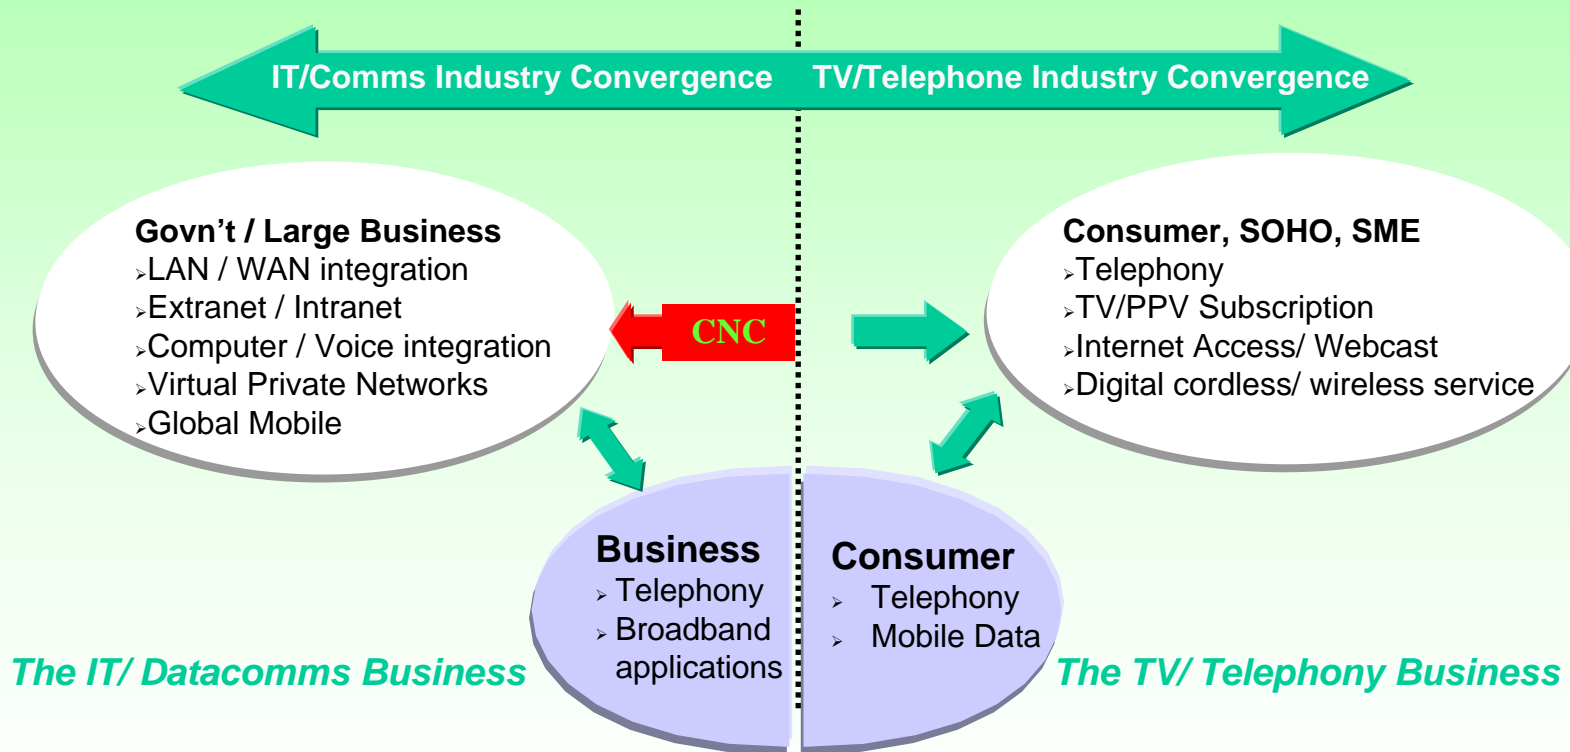 IT/Comms Industry Convergence
TV/Telephone Industry Convergence
Govn't / Large Business
➢LAN / WAN integration
➢Extranet / Intranet
➢Computer / Voice integration
➢Virtual Private Networks
➢Global Mobile
CNC
Consumer, SOHO, SME
➢Telephony
➢TV/PPV Subscription
➢Internet Access/ Webcast
➢Digital cordless/ wireless service
Business
➢ Telephony
➢ Broadband
applications
Consumer
➢ Telephony
➢ Mobile Data
The IT/ Datacomms Business
The TV/ Telephony Business